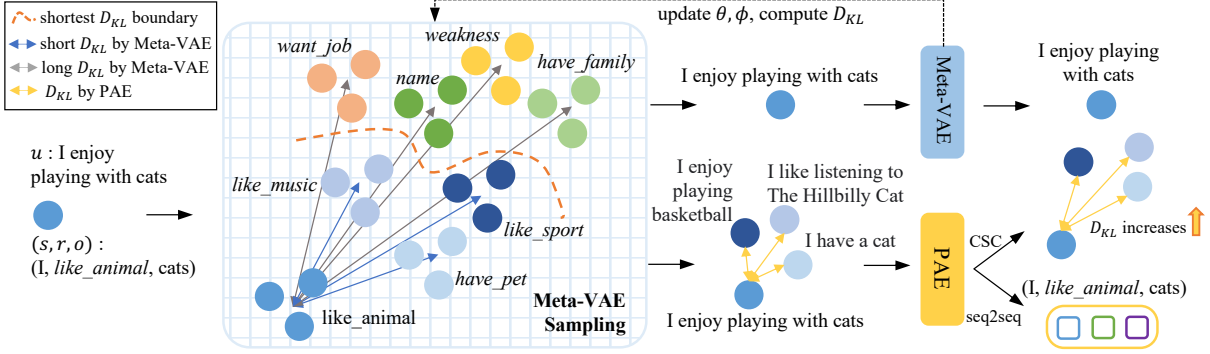 shortest D_KL boundary
short D_KL by Meta-VAE
long D_KL by Meta-VAE
D_KL by PAE
u : I enjoy
playing with cats
(s, r, o) :
(I, like_animal, cats)
want_job
weakness
name
have_family
like_music
like_sport
have_pet
like_animal
Meta-VAE
Sampling
update θ, ϕ, compute D_KL
I enjoy playing with cats
Meta-VAE
I enjoy
playing with cats
I enjoy
playing
basketball
I like listening to
The Hillbilly Cat
I have a cat
I enjoy playing with cats
PAE
CSC
seq2seq
D_KL increases
(I, like_animal, cats)